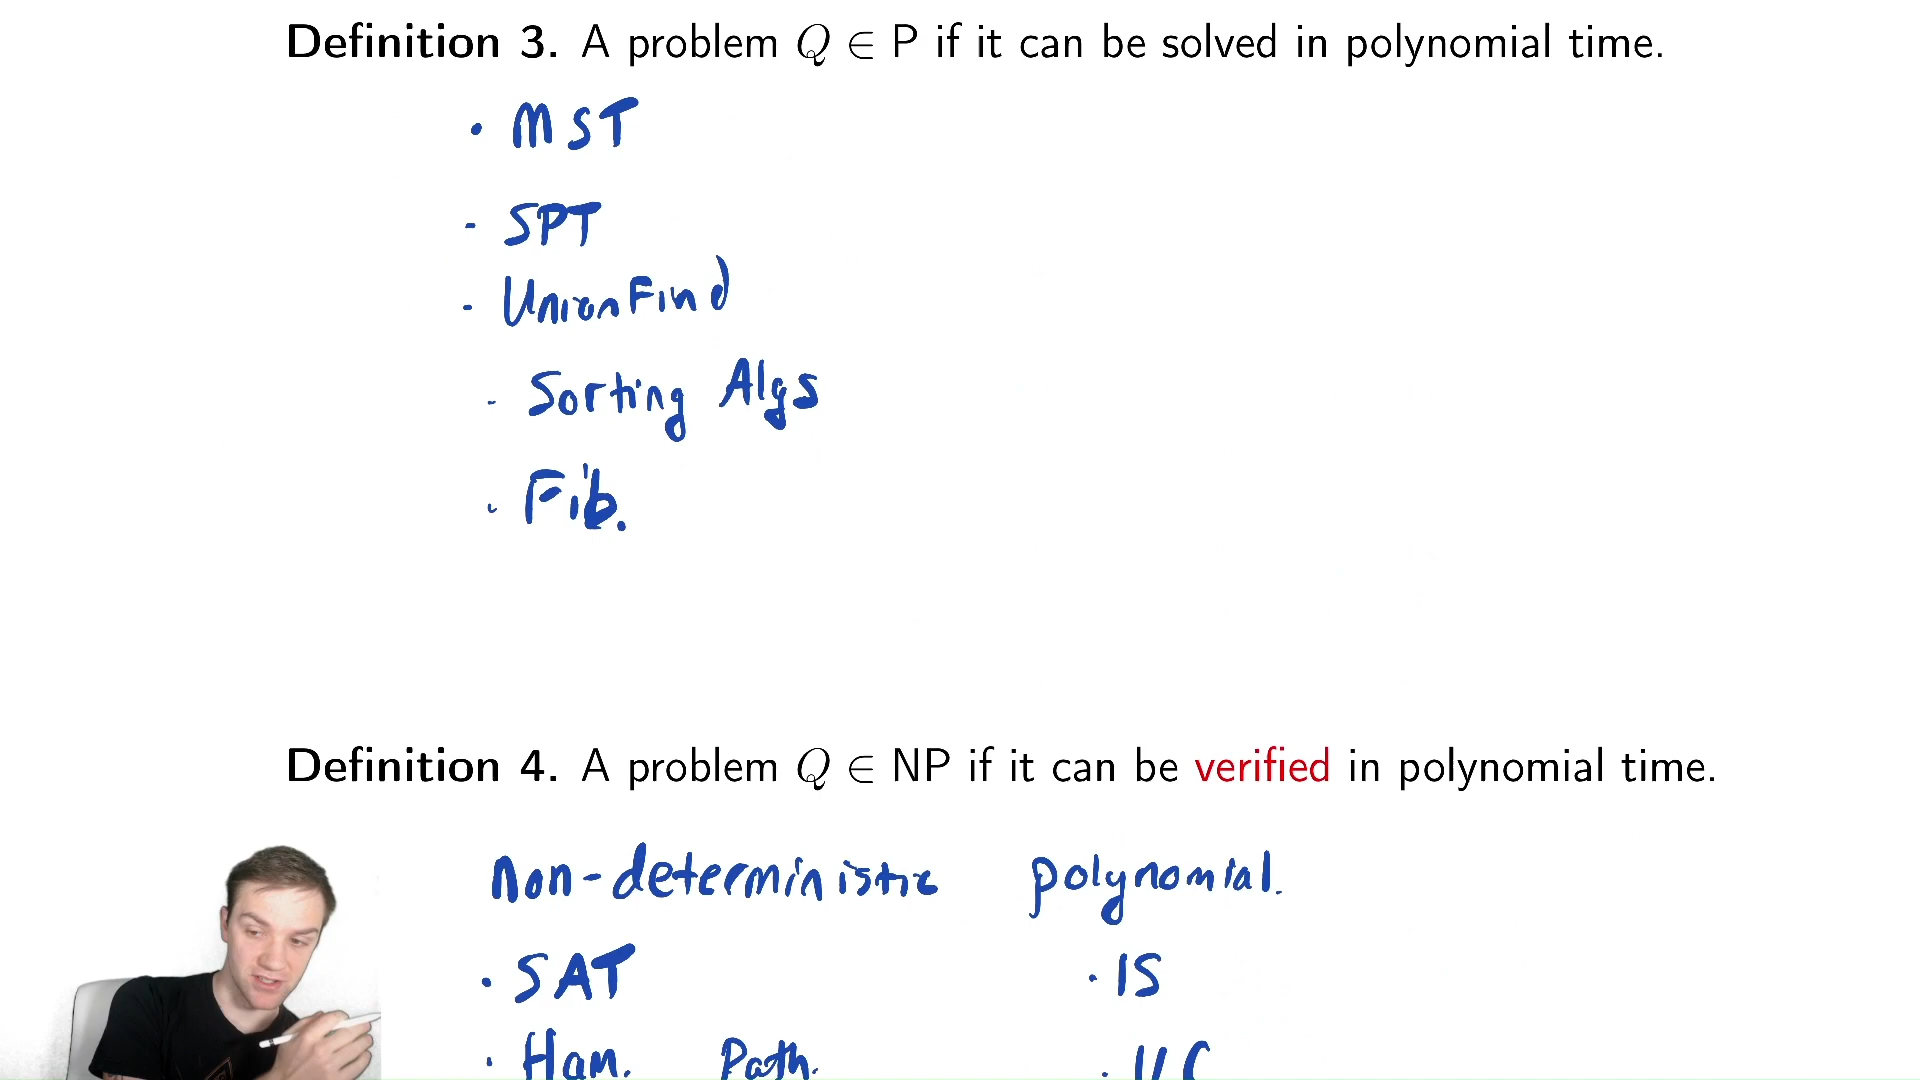 Definition 3. A problem Q ∈ P if it can be solved in polynomial time.
· MST
- SPT
- UnionFind
- Sorting Algs
· Fib.
Definition 4. A problem Q ∈ NP if it can be verified in polynomial time.
Non-deterministic polynomial.
· SAT · IS
· Ham. Path. · VC